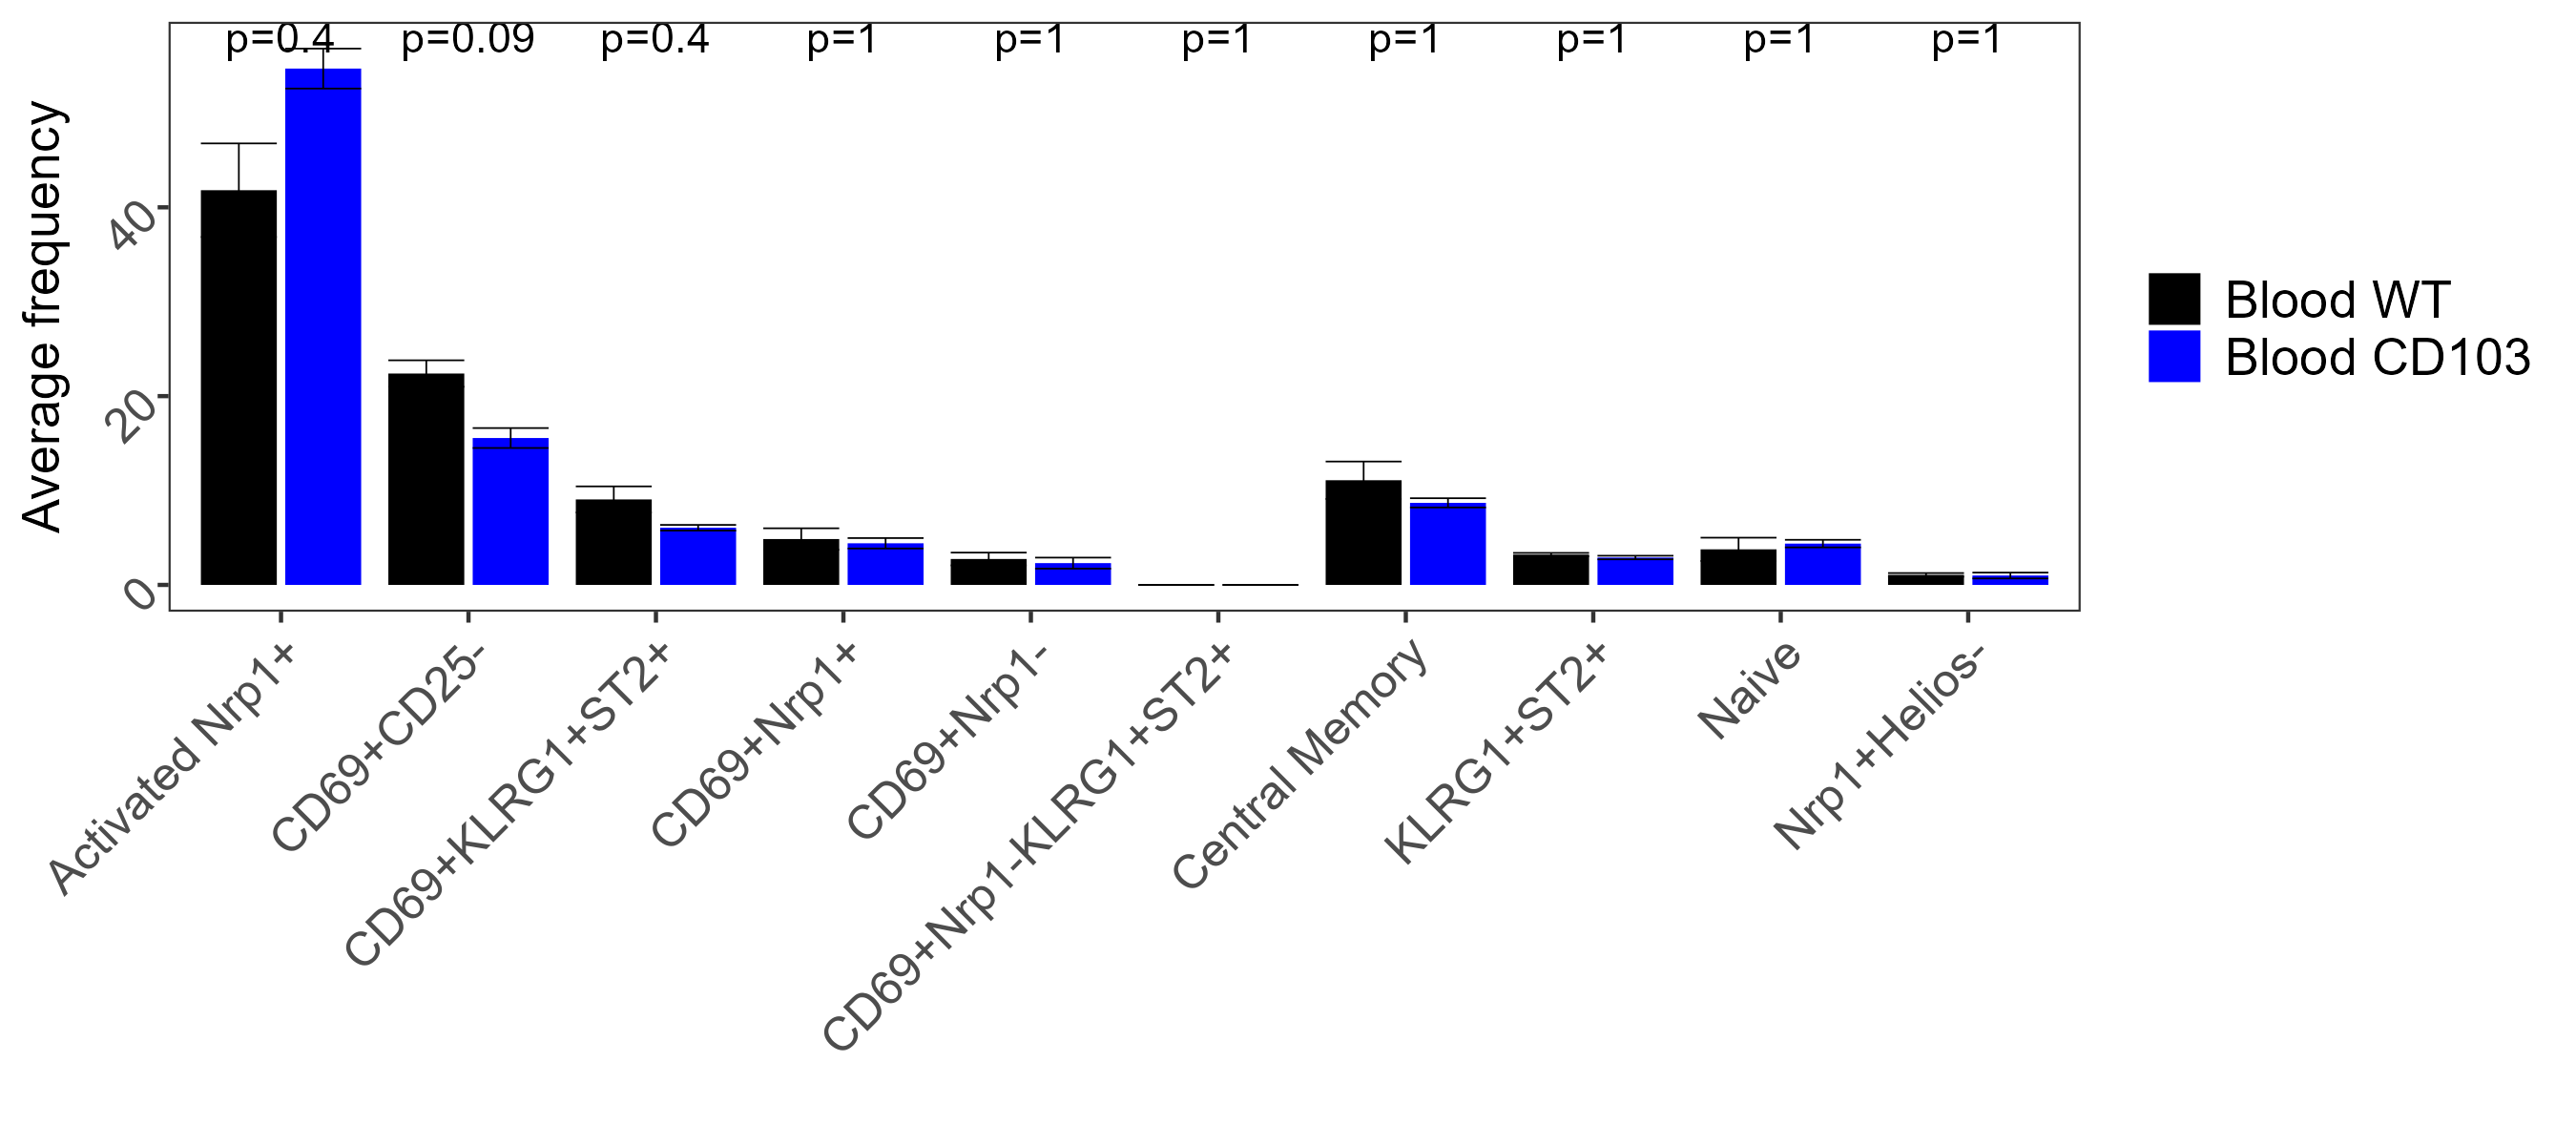 p=0.4 p=0.09 p=0.4 p=1 p=1 p=1 p=1 p=1 p=1 p=1
Average frequency
40
20
0
Blood WT
Blood CD103
Activated Nrp1+
CD69+CD25-
CD69+KLRG1+ST2+
CD69+Nrp1+
CD69+Nrp1-
CD69+Nrp1-KLRG1+ST2+
Central Memory
KLRG1+ST2+
Naive
Nrp1+Helios-